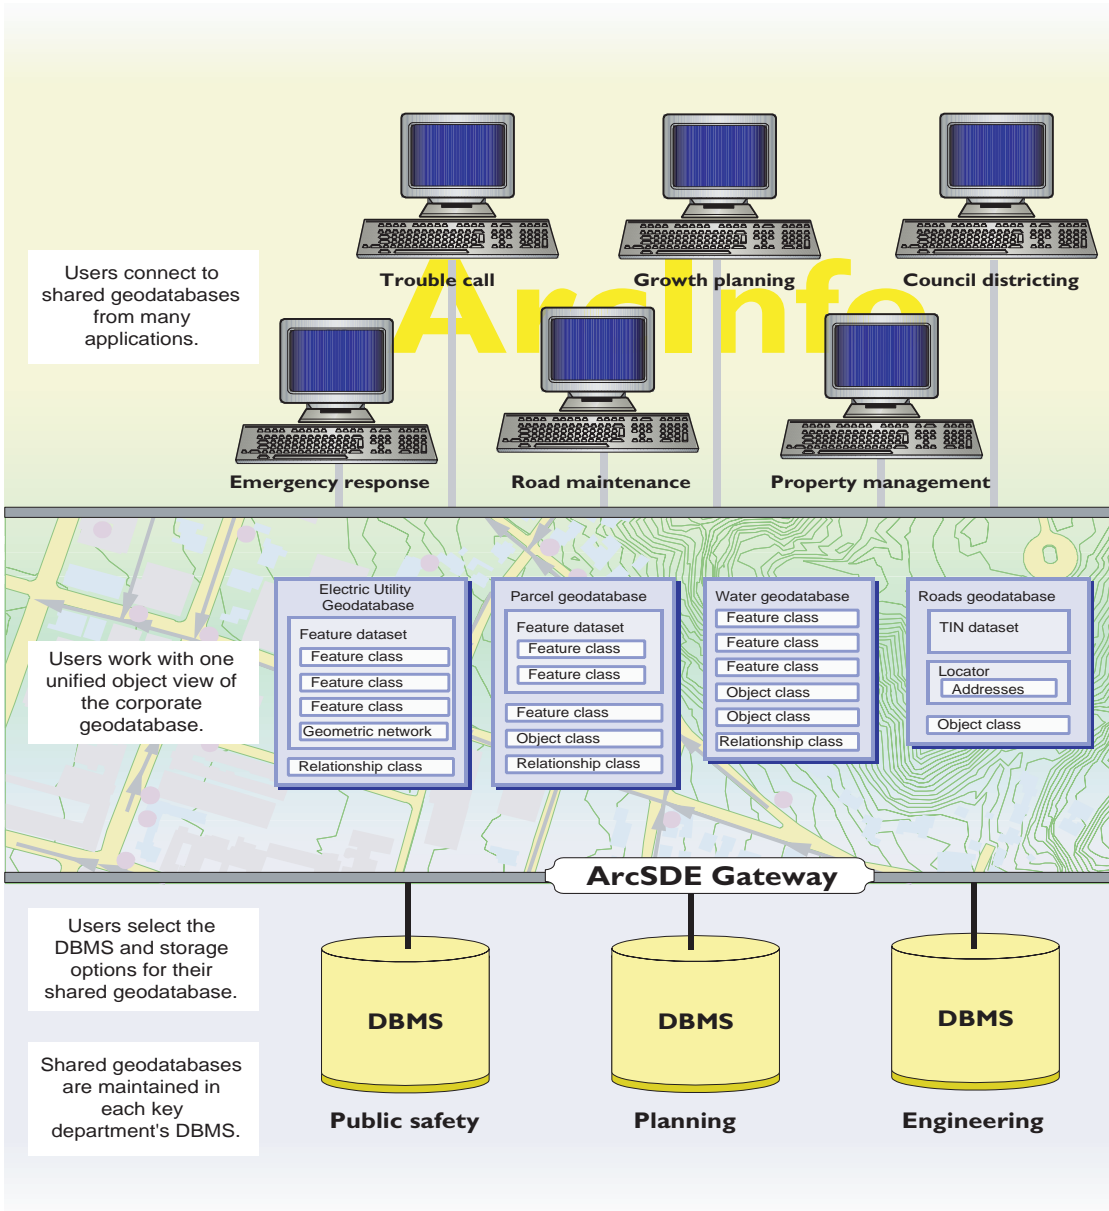 Trouble call
Growth planning
Council districting
ArcInfo
Users connect to
shared geodatabases
from many
applications.
Emergency response
Road maintenance
Property management
Users work with one
unified object view of
the corporate
geodatabase.
Electric Utility
Geodatabase
Feature dataset
Feature class
Feature class
Feature class
Geometric network
Relationship class
Parcel geodatabase
Feature dataset
Feature class
Feature class
Feature class
Object class
Relationship class
Water geodatabase
Feature class
Feature class
Feature class
Object class
Object class
Relationship class
Roads geodatabase
TIN dataset
Locator
Addresses
Object class
ArcSDE Gateway
Users select the
DBMS and storage
options for their
shared geodatabase.
Shared geodatabases
are maintained in
each key
department's DBMS.
DBMS
DBMS
DBMS
Public safety
Planning
Engineering